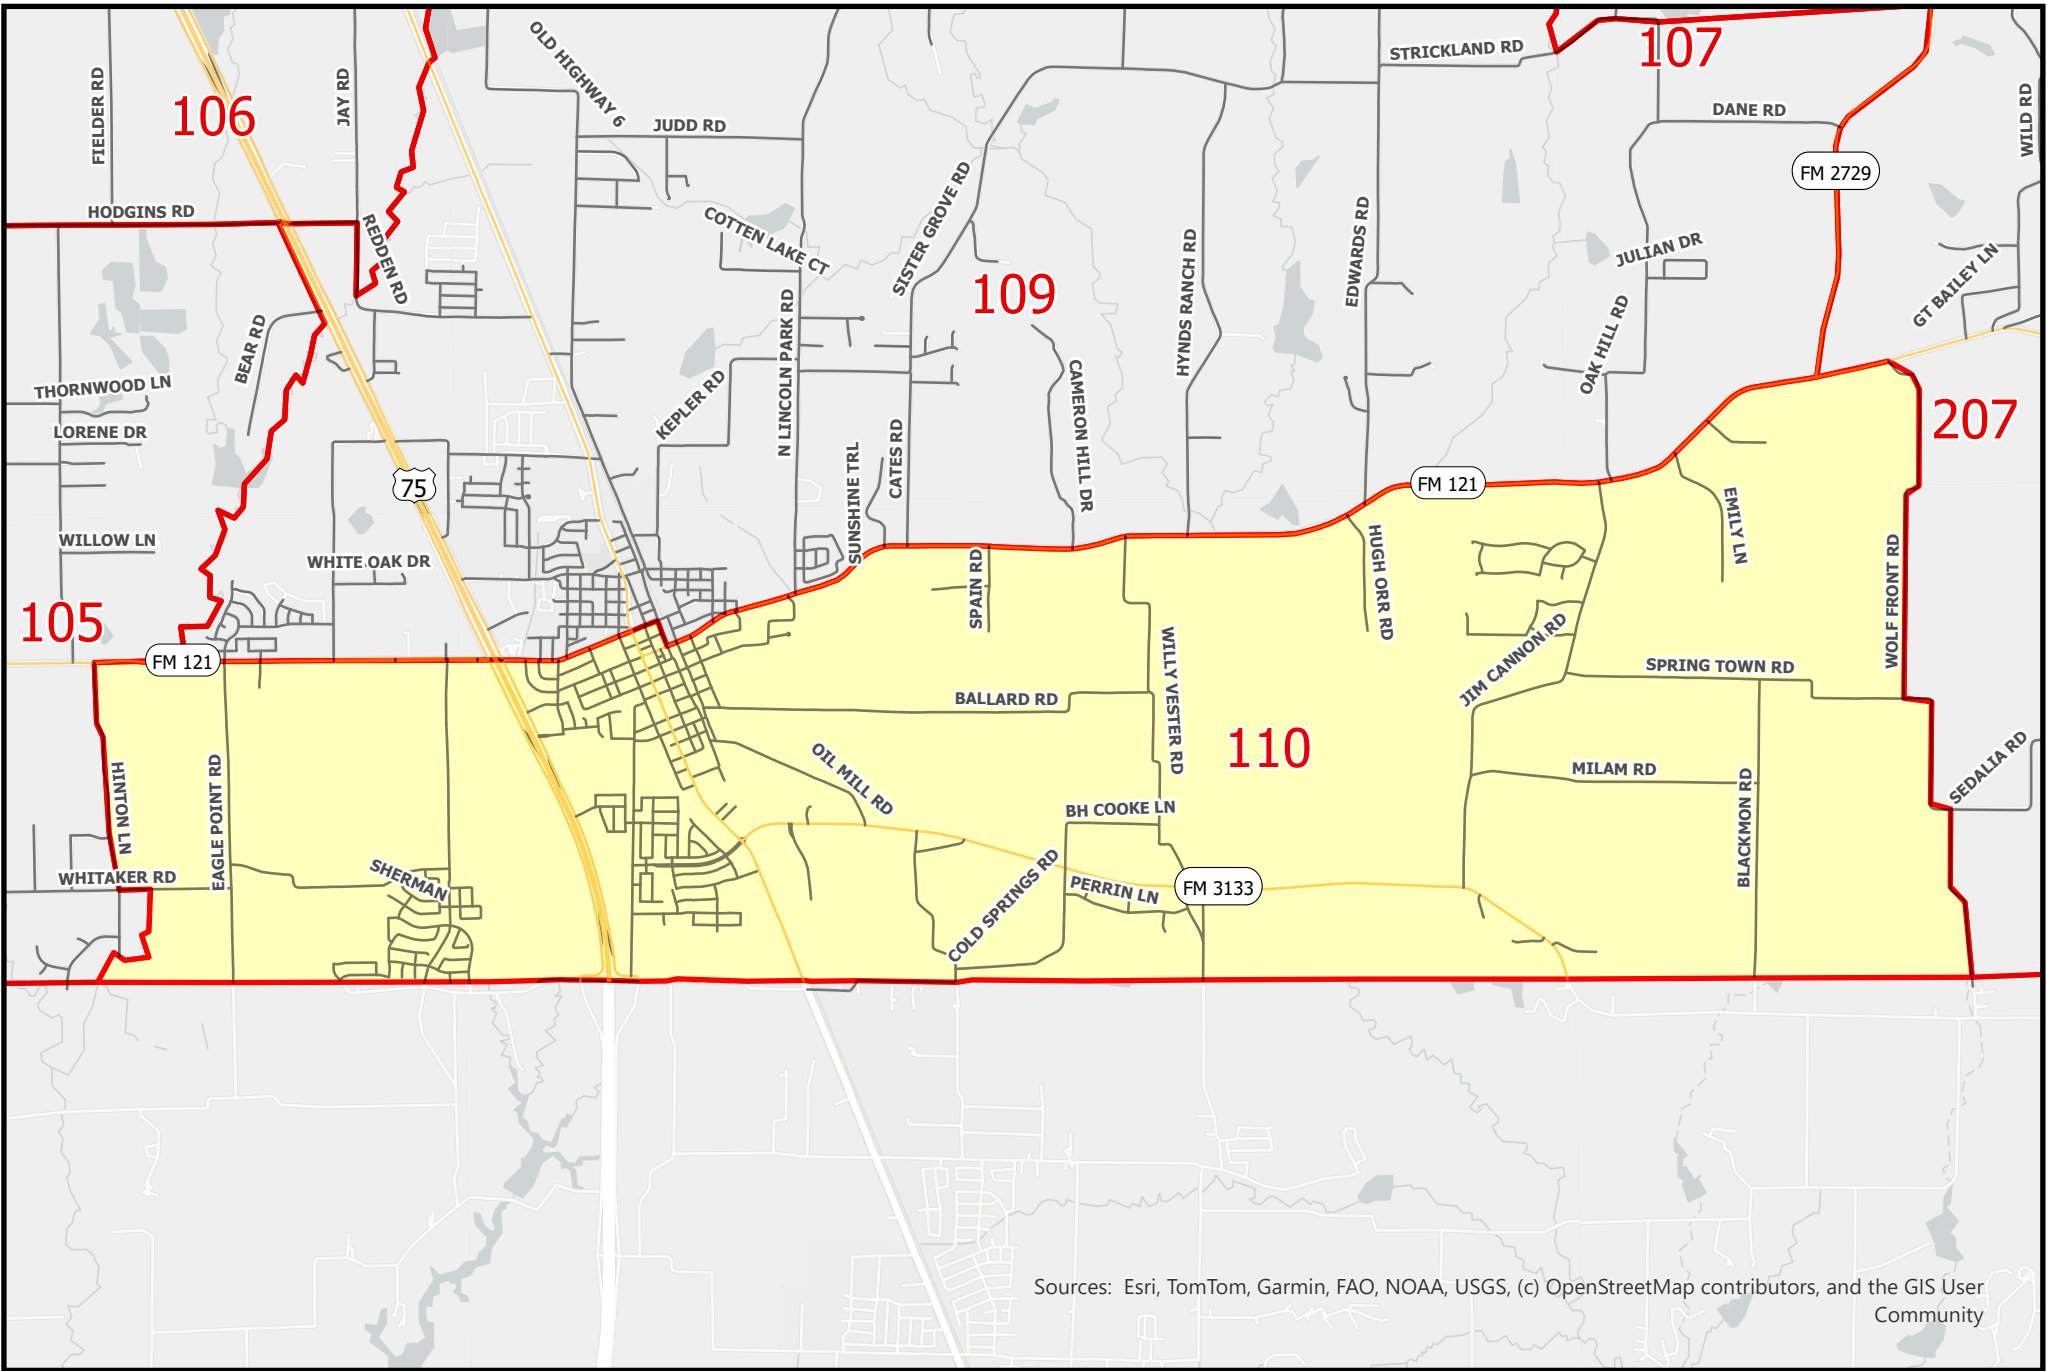 107
STRICKLAND RD
OLD HIGHWAY 6
106
FIELDER RD
JAY RD
JUDD RD
DANE RD
WILD RD
FM 2729
HODGINS RD
REDDEN RD
COTTEN LAKE CT
SISTER GROVE RD
EDWARDS RD
JULIAN DR
GT BAILEY LN
109
HYNDS RANCH RD
N LINCOLN PARK RD
BEAR RD
OAK HILL RD
THORNWOOD LN
KEPLER RD
CAMERON HILL DR
207
LORENE DR
CATES RD
75
FM 121
SUNSHINE TRL
EMILY LN
WILLOW LN
WHITE OAK DR
HUGH ORR RD
SPAIN RD
WOLF FRONT RD
105
FM 121
JIM CANNON RD
SPRING TOWN RD
WILLY VESTER RD
BALLARD RD
110
OIL MILL RD
MILAM RD
SEDALIA RD
HINTON LN
EAGLE POINT RD
BH COOKE LN
BLACKMON RD
WHITAKER RD
SHERMAN
COLD SPRINGS RD
PERRIN LN
FM 3133
Sources: Esri, TomTom, Garmin, FAO, NOAA, USGS, (c) OpenStreetMap contributors, and the GIS User
Community